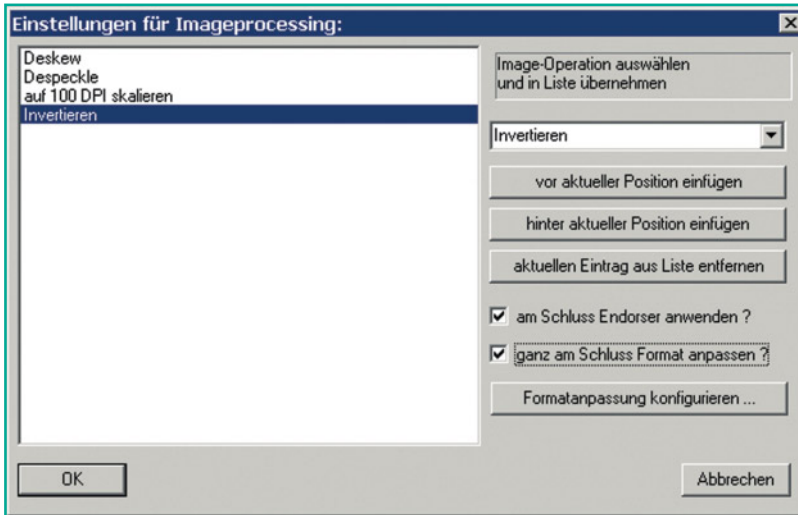 Einstellungen für Imageprocessing:
Deskew
Despeckle
auf 100 DPI skalieren
Invertieren
Image-Operation auswählen
und in Liste übernehmen
Invertieren
vor aktueller Position einfügen
hinter aktueller Position einfügen
aktuellen Eintrag aus Liste entfernen
am Schluss Endorser anwenden ?
ganz am Schluss Format anpassen ?
Formatanpassung konfigurieren ...
OK
Abbrechen